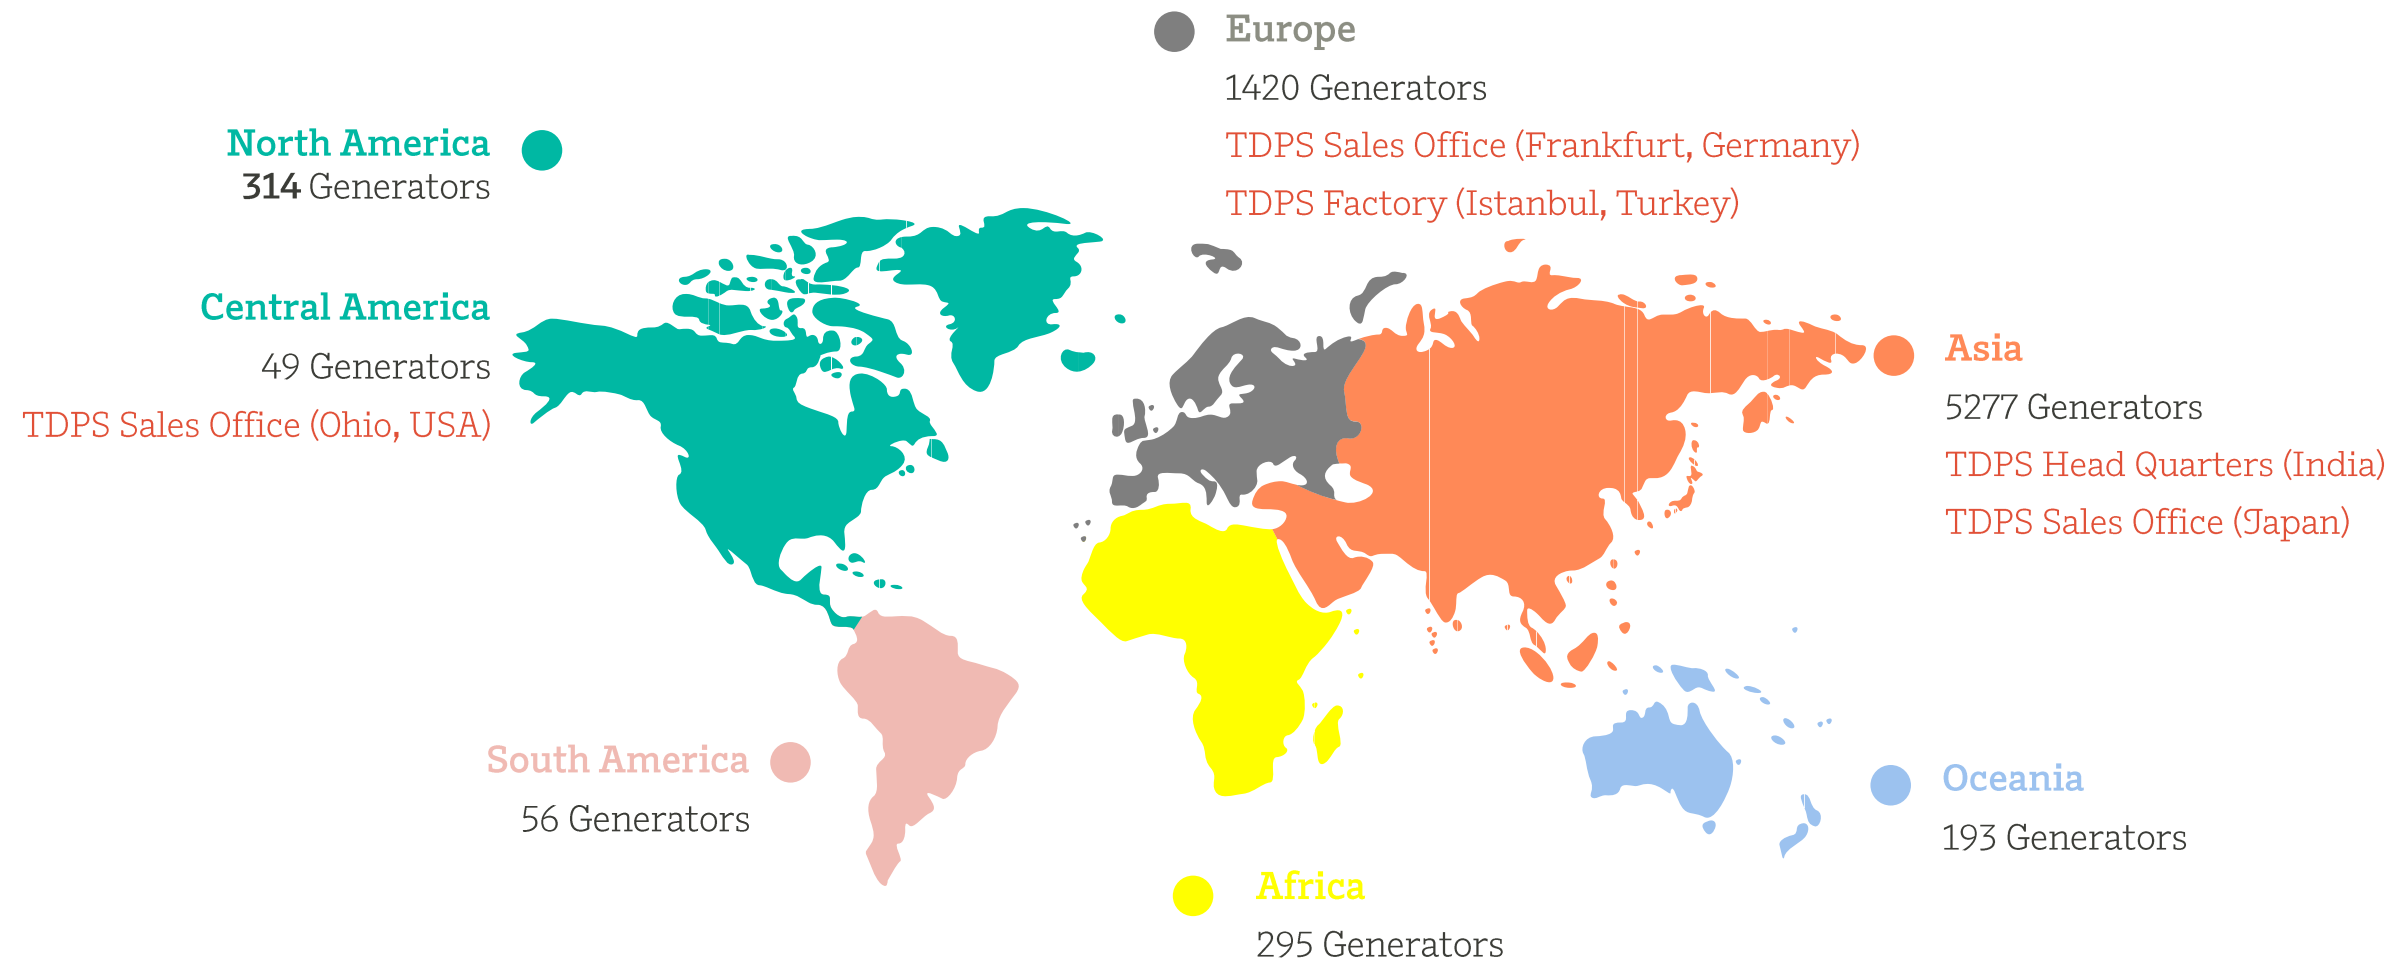 Europe
1420 Generators
TDPS Sales Office (Frankfurt, Germany)
TDPS Factory (Istanbul, Turkey)
North America
314 Generators
Central America
49 Generators
TDPS Sales Office (Ohio, USA)
Asia
5277 Generators
TDPS Head Quarters (India)
TDPS Sales Office (Japan)
South America
56 Generators
Oceania
193 Generators
Africa
295 Generators